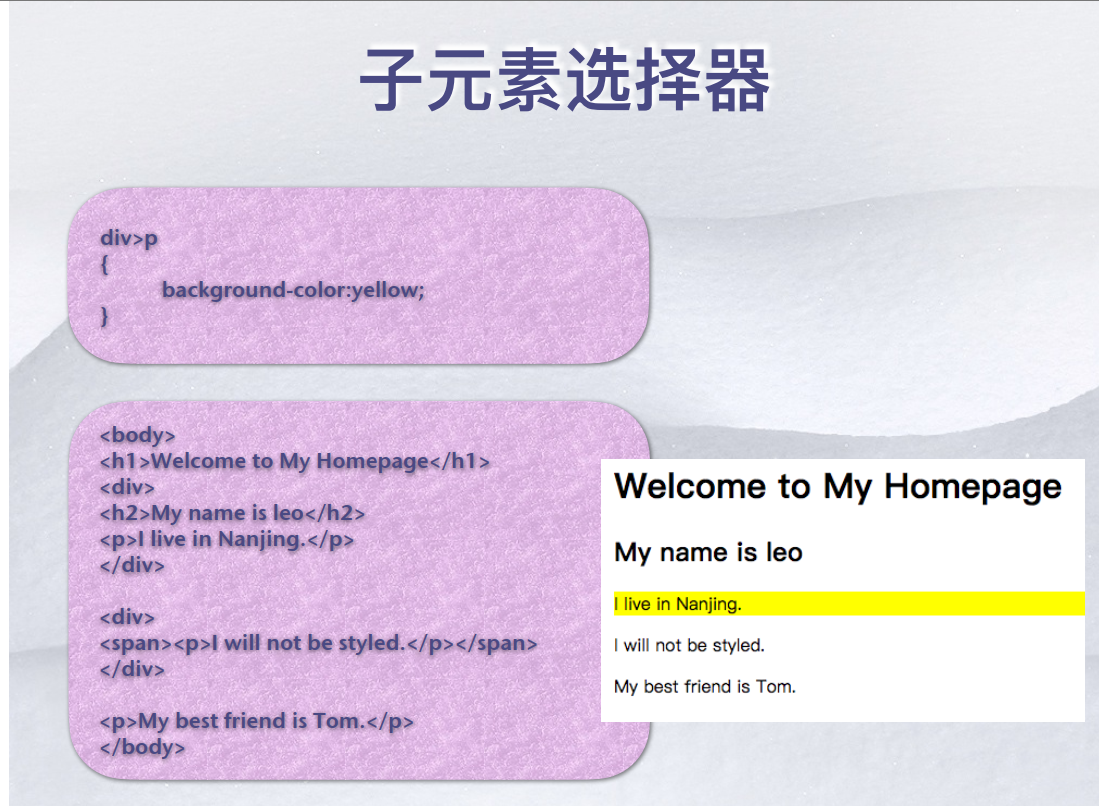 子元素选择器
div>p
{
background-color:yellow;
}
<body>
<h1>Welcome to My Homepage</h1>
<div>
<h2>My name is leo</h2>
<p>I live in Nanjing.</p>
</div>
<div>
<span><p>I will not be styled.</p></span>
</div>
<p>My best friend is Tom.</p>
</body>
Welcome to My Homepage
My name is leo
I live in Nanjing.
I will not be styled.
My best friend is Tom.